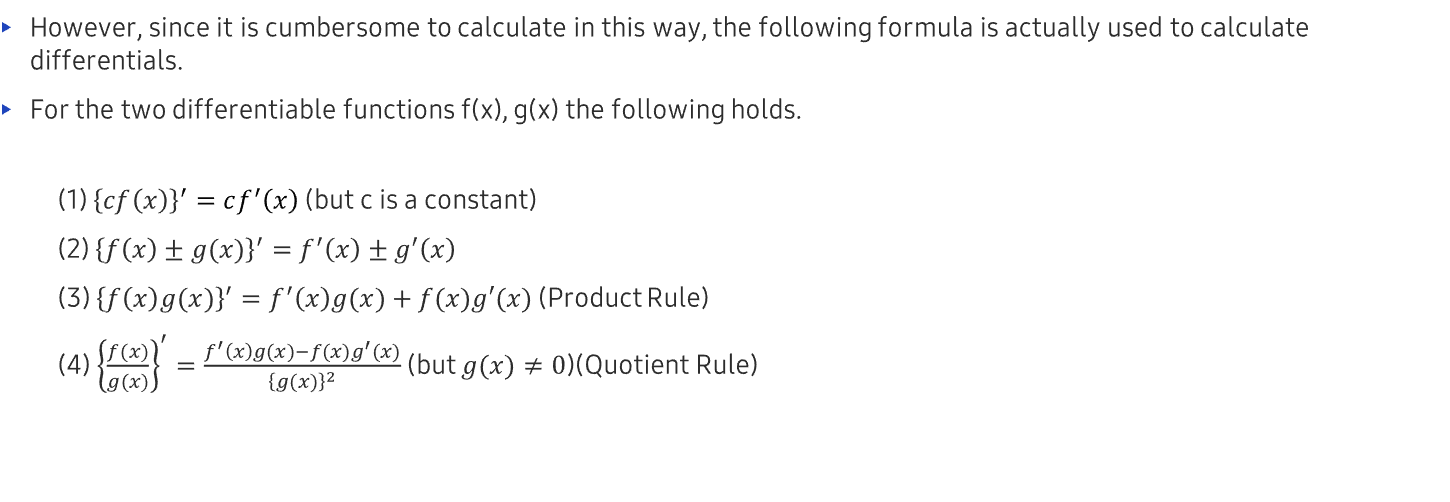 ▸ However, since it is cumbersome to calculate in this way, the following formula is actually used to calculate
differentials.
▸ For the two differentiable functions f(x), g(x) the following holds.
(1) {cf(x)}′ = cf′(x) (but c is a constant)
(2) {f(x) ± g(x)}′ = f′(x) ± g′(x)
(3) {f(x)g(x)}′ = f′(x)g(x) + f(x)g′(x) (Product Rule)
(4) {f(x)/g(x)}′ = f′(x)g(x)−f(x)g′(x)/{g(x)}² (but g(x) ≠ 0)(Quotient Rule)